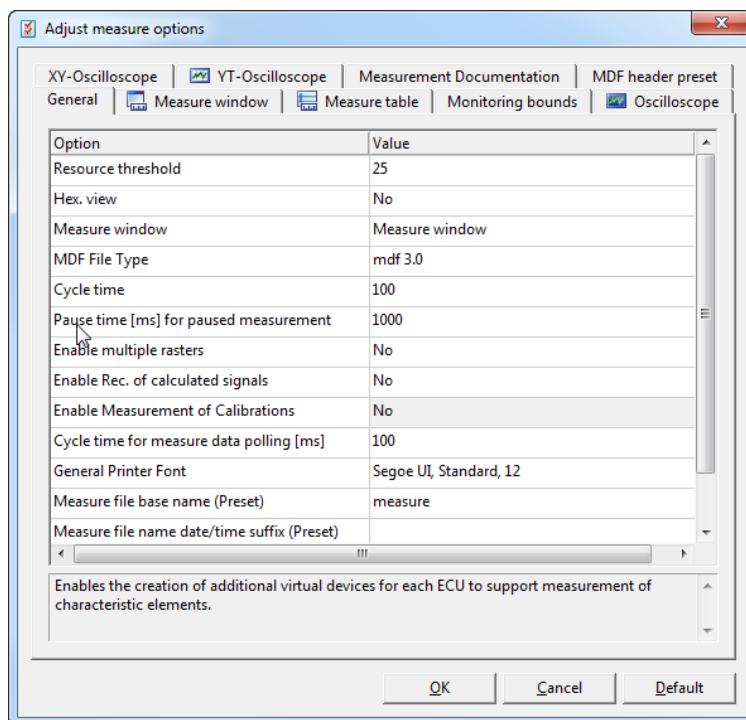 Adjust measure options
XY-Oscilloscope YT-Oscilloscope Measurement Documentation MDF header preset
General Measure window Measure table Monitoring bounds Oscilloscope
Option Value
Resource threshold 25
Hex. view No
Measure window Measure window
MDF File Type mdf 3.0
Cycle time 100
Pause time [ms] for paused measurement 1000
Enable multiple rasters No
Enable Rec. of calculated signals No
Enable Measurement of Calibrations No
Cycle time for measure data polling [ms] 100
General Printer Font Segoe UI, Standard, 12
Measure file base name (Preset) measure
Measure file name date/time suffix (Preset)
Enables the creation of additional virtual devices for each ECU to support measurement of
characteristic elements.
OK Cancel Default